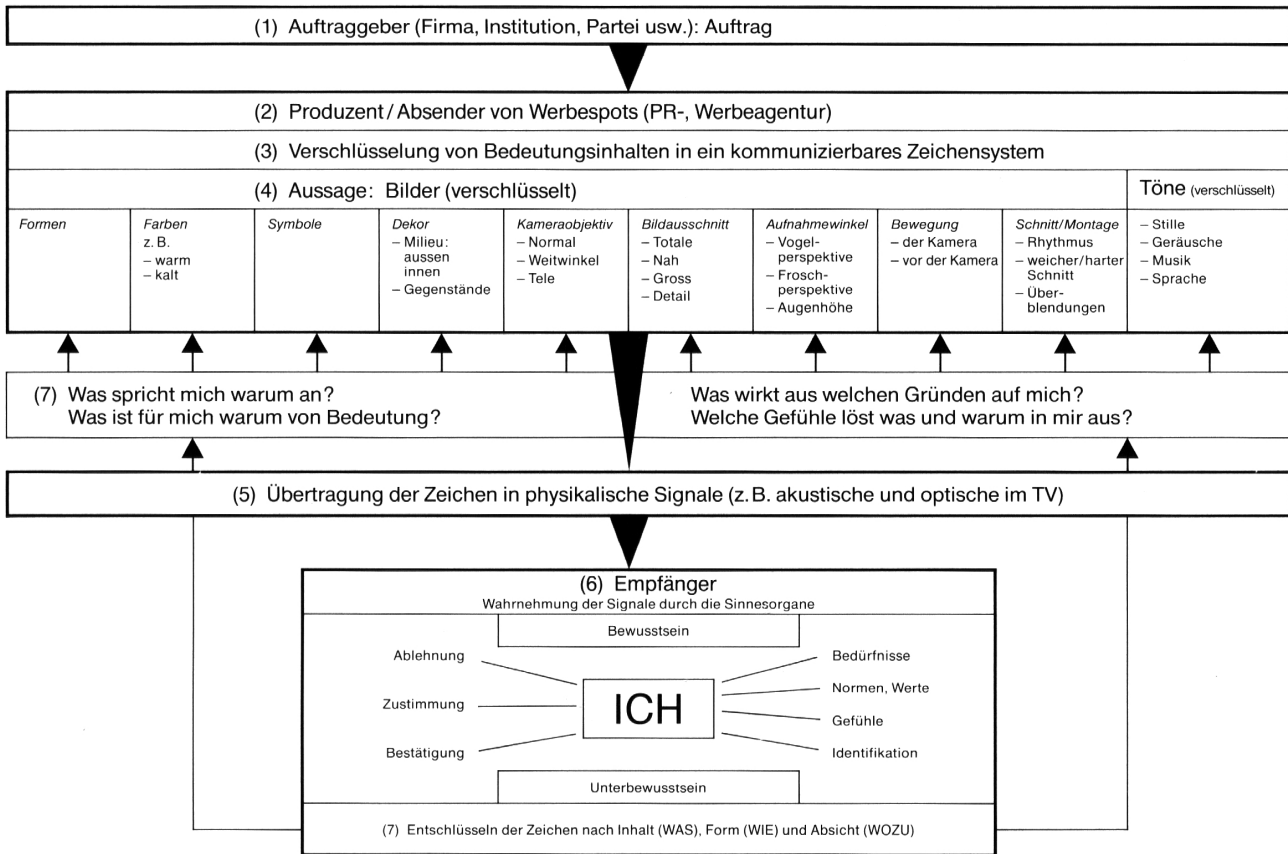 (1) Auftraggeber (Firma, Institution, Partei usw.): Auftrag
(2) Produzent / Absender von Werbespots (PR-, Werbeagentur)
(3) Verschlüsselung von Bedeutungsinhalten in ein kommunizierbares Zeichensystem
(4) Aussage: Bilder (verschlüsselt)
Töne (verschlüsselt)
Formen
Farben
z. B.
– warm
– kalt
Symbole
Dekor
– Milieu:
aussen
innen
– Gegenstände
Kameraobjektiv
– Normal
– Weitwinkel
– Tele
Bildausschnitt
– Totale
– Nah
– Gross
– Detail
Aufnahmewinkel
– Vogel-
perspektive
– Frosch-
perspektive
– Augenhöhe
Bewegung
– der Kamera
– vor der Kamera
Schnitt/Montage
– Rhythmus
– weicher/harter
Schnitt
– Über-
blendungen
– Stille
– Geräusche
– Musik
– Sprache
(7) Was spricht mich warum an?
Was ist für mich warum von Bedeutung?
Was wirkt aus welchen Gründen auf mich?
Welche Gefühle löst was und warum in mir aus?
(5) Übertragung der Zeichen in physikalische Signale (z. B. akustische und optische im TV)
(6) Empfänger
Wahrnehmung der Signale durch die Sinnesorgane
Bewusstsein
Ablehnung
Zustimmung
Bestätigung
ICH
Bedürfnisse
Normen, Werte
Gefühle
Identifikation
Unterbewusstsein
(7) Entschlüsseln der Zeichen nach Inhalt (WAS), Form (WIE) und Absicht (WOZU)